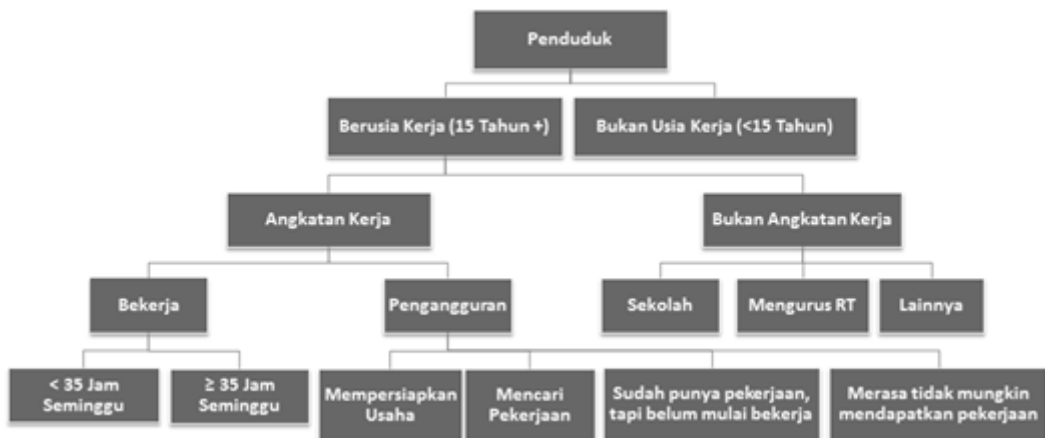 Penduduk
Berusia Kerja (15 Tahun +)
Bukan Usia Kerja (<15 Tahun)
Angkatan Kerja
Bukan Angkatan Kerja
Bekerja
Pengangguran
Sekolah
Mengurus RT
Lainnya
< 35 Jam
Seminggu
≥ 35 Jam
Seminggu
Mempersiapkan
Usaha
Mencari
Pekerjaan
Sudah punya pekerjaan,
tapi belum mulai bekerja
Merasa tidak mungkin
mendapatkan pekerjaan